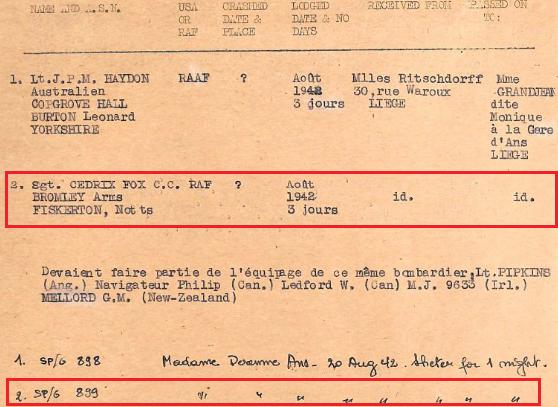 NAME AND A.S.N. USA OR RAF CRASHED DATE & PLACE LODGED DATE & NO DAYS RECEIVED FROM PASSED ON TO:
1. Lt.J.P.M. HAYDON RAAF ? Août Mlles Ritschdorff Mme
Australien 1942 30,rue Waroux GRANDJEAN
COPGROVE HALL 3 jours LIEGE dite
BURTON Leonard Monique
YORKSHIRE à la Gare
d'Ans
LIEGE
2. Sgt. CEDRIX FOX C.C. RAF ? Août
BROMLEY Arms 1942 id. id.
FISKERTON, Notts 3 jours
Devaient faire partie de l'équipage de ce même bombardier,Lt.PIPKINS
(Ang.) Navigateur Philip (Can.) Ledford W. (Can) M.J. 9633 (Irl.)
MELLORD G.M. (New-Zealand)
1. SP/G 898 Madame Ans - 20 Aug 42. Sheter for 1 night.
2. SP/G 899 " " " " " " " "